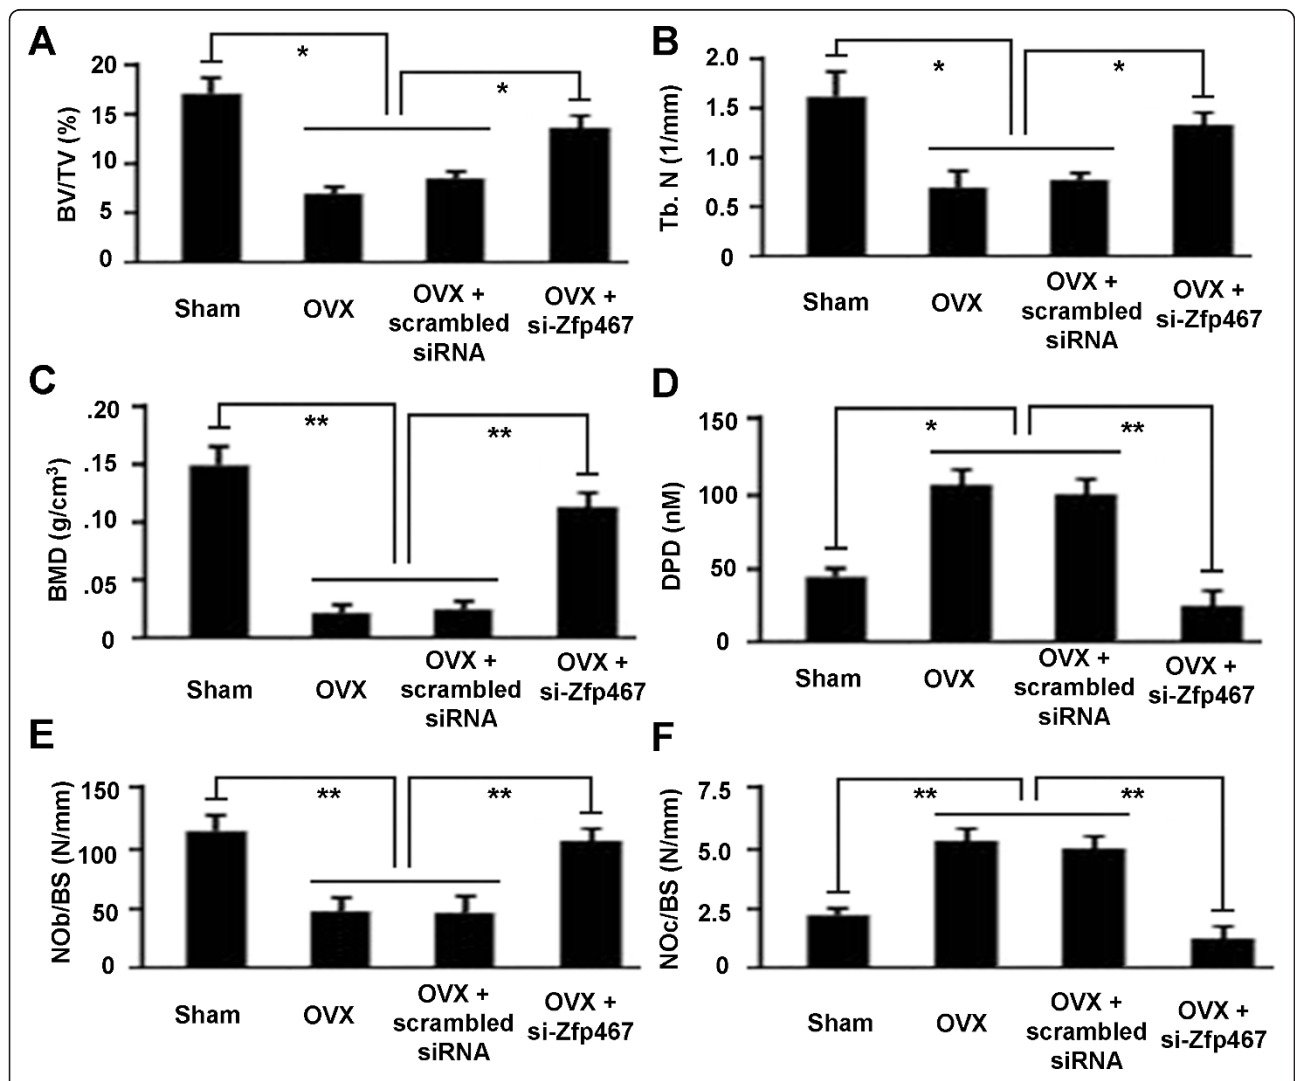 A
BV/TV (%)
20
15
10
5
0
*
*
Sham
OVX
OVX +
scrambled
siRNA
OVX +
si-Zfp467
B
Tb. N (1/mm)
2.0
1.5
1.0
0.5
0
*
*
Sham
OVX
OVX +
scrambled
siRNA
OVX +
si-Zfp467
C
BMD (g/cm³)
.20
.15
.10
.05
0
**
**
Sham
OVX
OVX +
scrambled
siRNA
OVX +
si-Zfp467
D
DPD (nM)
150
100
50
0
*
**
Sham
OVX
OVX +
scrambled
siRNA
OVX +
si-Zfp467
E
NOb/BS (N/mm)
150
100
50
0
**
**
Sham
OVX
OVX +
scrambled
siRNA
OVX +
si-Zfp467
F
NOc/BS (N/mm)
7.5
5.0
2.5
0
**
**
Sham
OVX
OVX +
scrambled
siRNA
OVX +
si-Zfp467